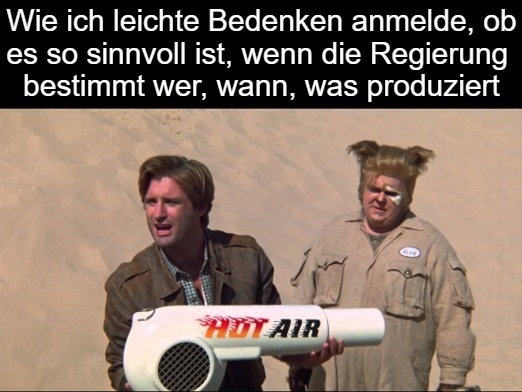 Wie ich leichte Bedenken anmelde, ob
es so sinnvoll ist, wenn die Regierung
bestimmt wer, wann, was produziert
HOT AIR